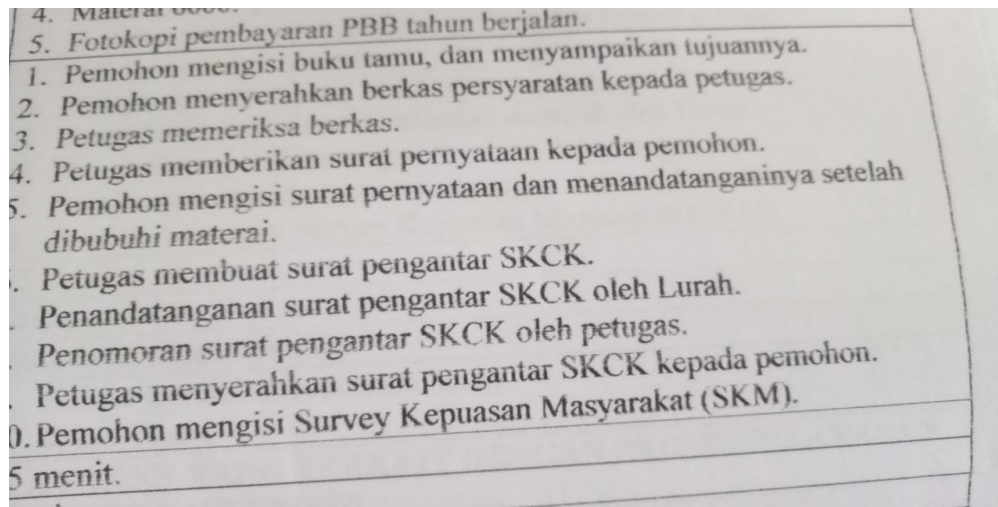 4. Materai
5. Fotokopi pembayaran PBB tahun berjalan.
1. Pemohon mengisi buku tamu, dan menyampaikan tujuannya.
2. Pemohon menyerahkan berkas persyaratan kepada petugas.
3. Petugas memeriksa berkas.
4. Petugas memberikan surat pernyataan kepada pemohon.
5. Pemohon mengisi surat pernyataan dan menandatanganinya setelah
dibubuhi materai.
. Petugas membuat surat pengantar SKCK.
Penandatanganan surat pengantar SKCK oleh Lurah.
Penomoran surat pengantar SKCK oleh petugas.
. Petugas menyerahkan surat pengantar SKCK kepada pemohon.
0. Pemohon mengisi Survey Kepuasan Masyarakat (SKM).
5 menit.